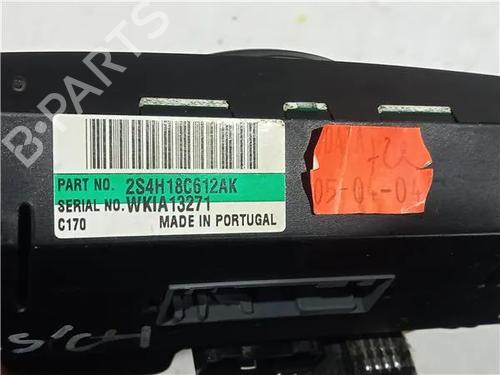 B-PARTS
PART NO. 2S4H18C612AK
SERIAL NO. WKIA13271
C170 MADE IN PORTUGAL
05-04-04